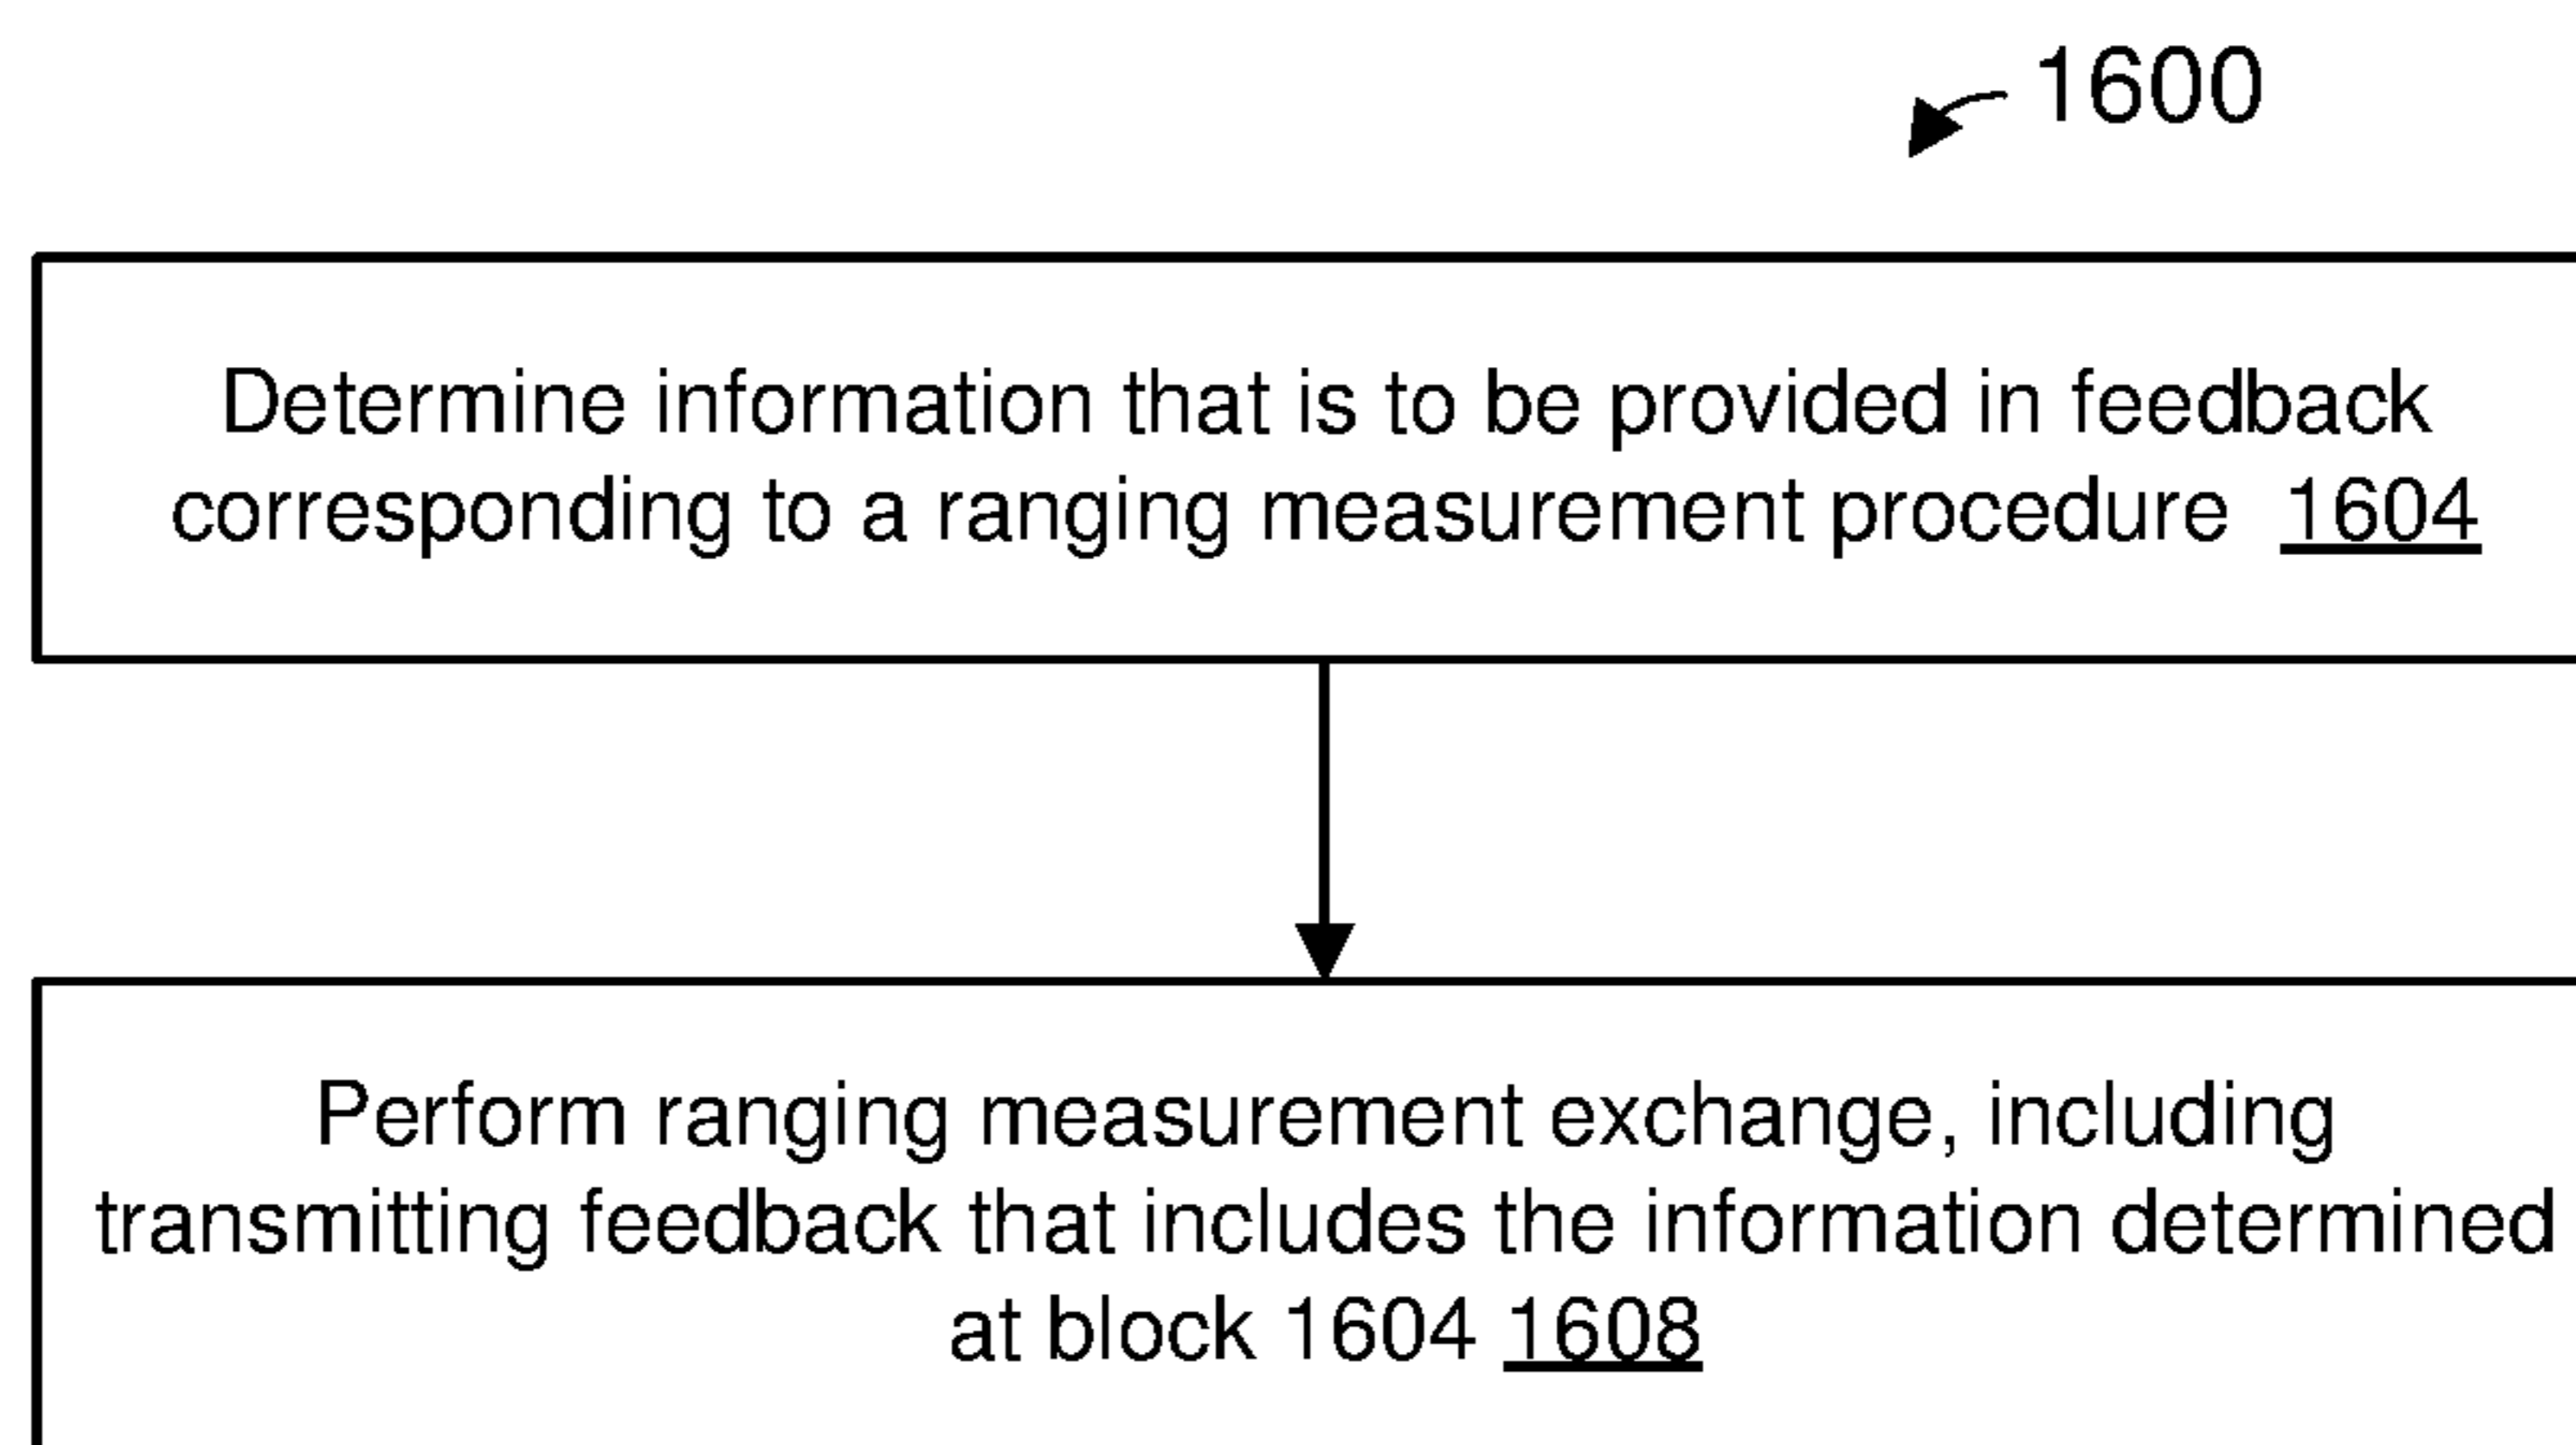 1600
Determine information that is to be provided in feedback
corresponding to a ranging measurement procedure 1604
Perform ranging measurement exchange, including
transmitting feedback that includes the information determined
at block 1604 1608